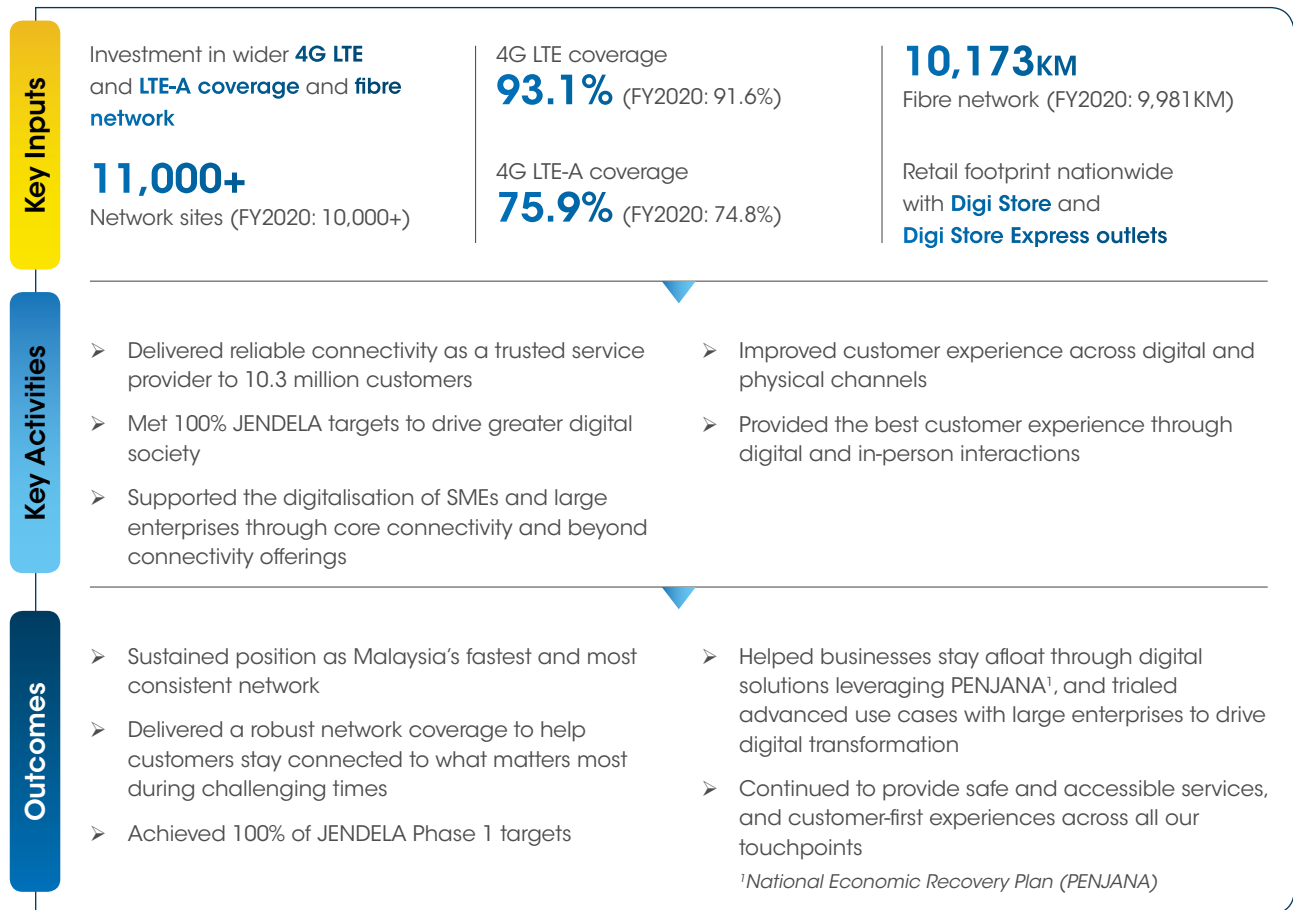 Key Inputs
Investment in wider 4G LTE
and LTE-A coverage and fibre
network
11,000+
Network sites (FY2020: 10,000+)
4G LTE coverage
93.1% (FY2020: 91.6%)
4G LTE-A coverage
75.9% (FY2020: 74.8%)
10,173KM
Fibre network (FY2020: 9,981KM)
Retail footprint nationwide
with Digi Store and
Digi Store Express outlets
Key Activities
➢ Delivered reliable connectivity as a trusted service
provider to 10.3 million customers
➢ Met 100% JENDELA targets to drive greater digital
society
➢ Supported the digitalisation of SMEs and large
enterprises through core connectivity and beyond
connectivity offerings
➢ Improved customer experience across digital and
physical channels
➢ Provided the best customer experience through
digital and in-person interactions
Outcomes
➢ Sustained position as Malaysia’s fastest and most
consistent network
➢ Delivered a robust network coverage to help
customers stay connected to what matters most
during challenging times
➢ Achieved 100% of JENDELA Phase 1 targets
➢ Helped businesses stay afloat through digital
solutions leveraging PENJANA¹, and trialed
advanced use cases with large enterprises to drive
digital transformation
➢ Continued to provide safe and accessible services,
and customer-first experiences across all our
touchpoints
¹National Economic Recovery Plan (PENJANA)